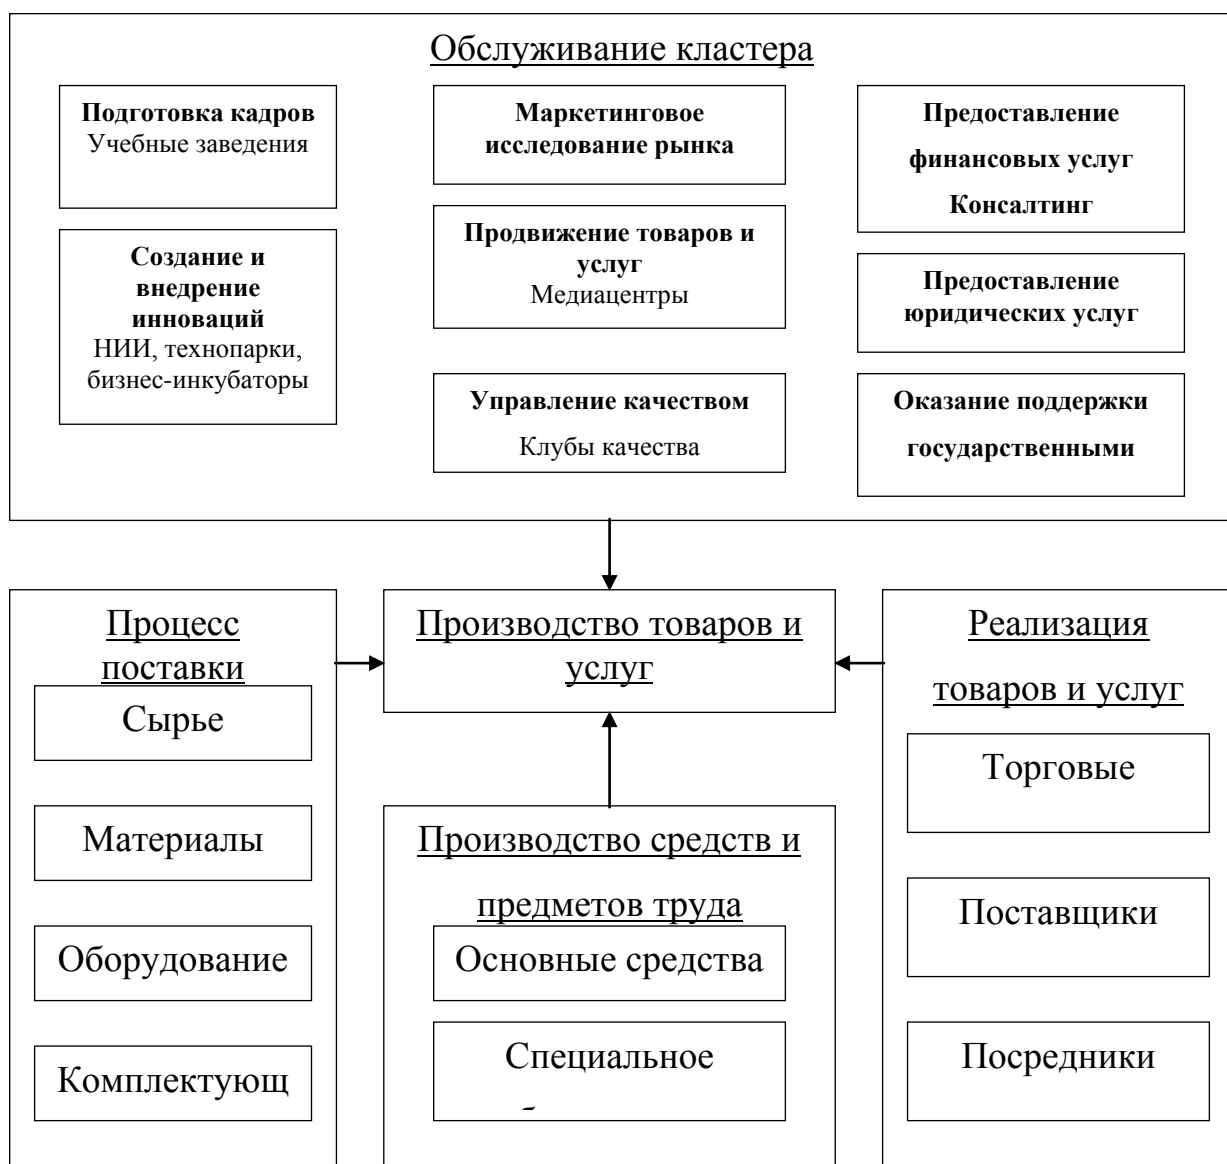 Обслуживание кластера
Подготовка кадров
Учебные заведения
Создание и
внедрение
инноваций
НИИ, технопарки,
бизнес-инкубаторы
Маркетинговое
исследование рынка
Продвижение товаров и
услуг
Медиацентры
Управление качеством
Клубы качества
Предоставление
финансовых услуг
Консалтинг
Предоставление
юридических услуг
Оказание поддержки
государственными
Процесс
поставки
Сырье
Материалы
Оборудование
Комплектующ
Производство товаров и
услуг
Производство средств и
предметов труда
Основные средства
Специальное
Реализация
товаров и услуг
Торговые
Поставщики
Посредники